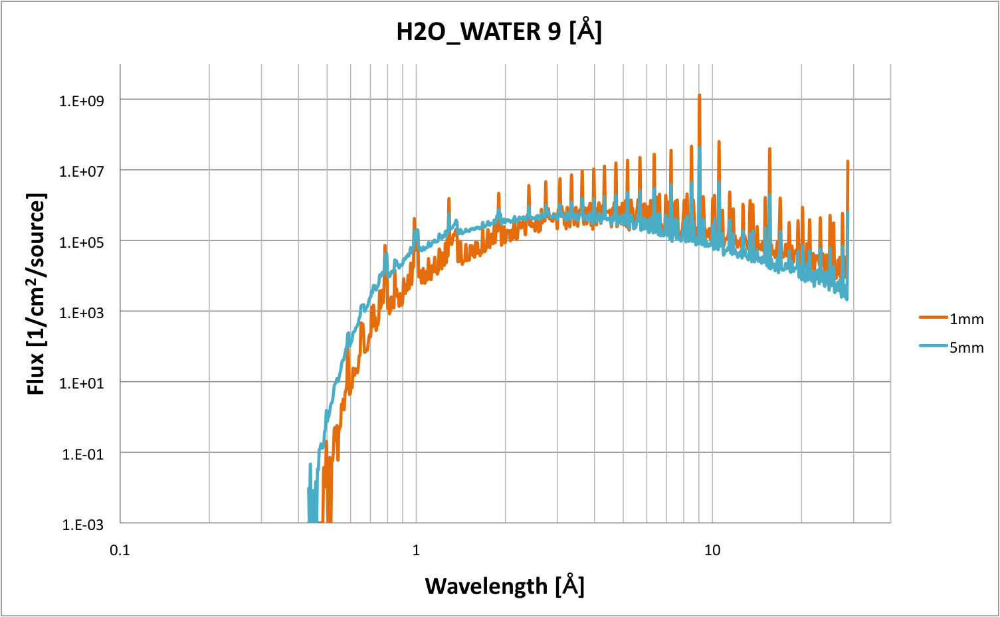 H2O_WATER 9 [Å]
1.E+09
1.E+07
1.E+05
1.E+03
1.E+01
1.E-01
1.E-03
Flux [1/cm²/source]
0.1 1 10
Wavelength [Å]
1mm
5mm